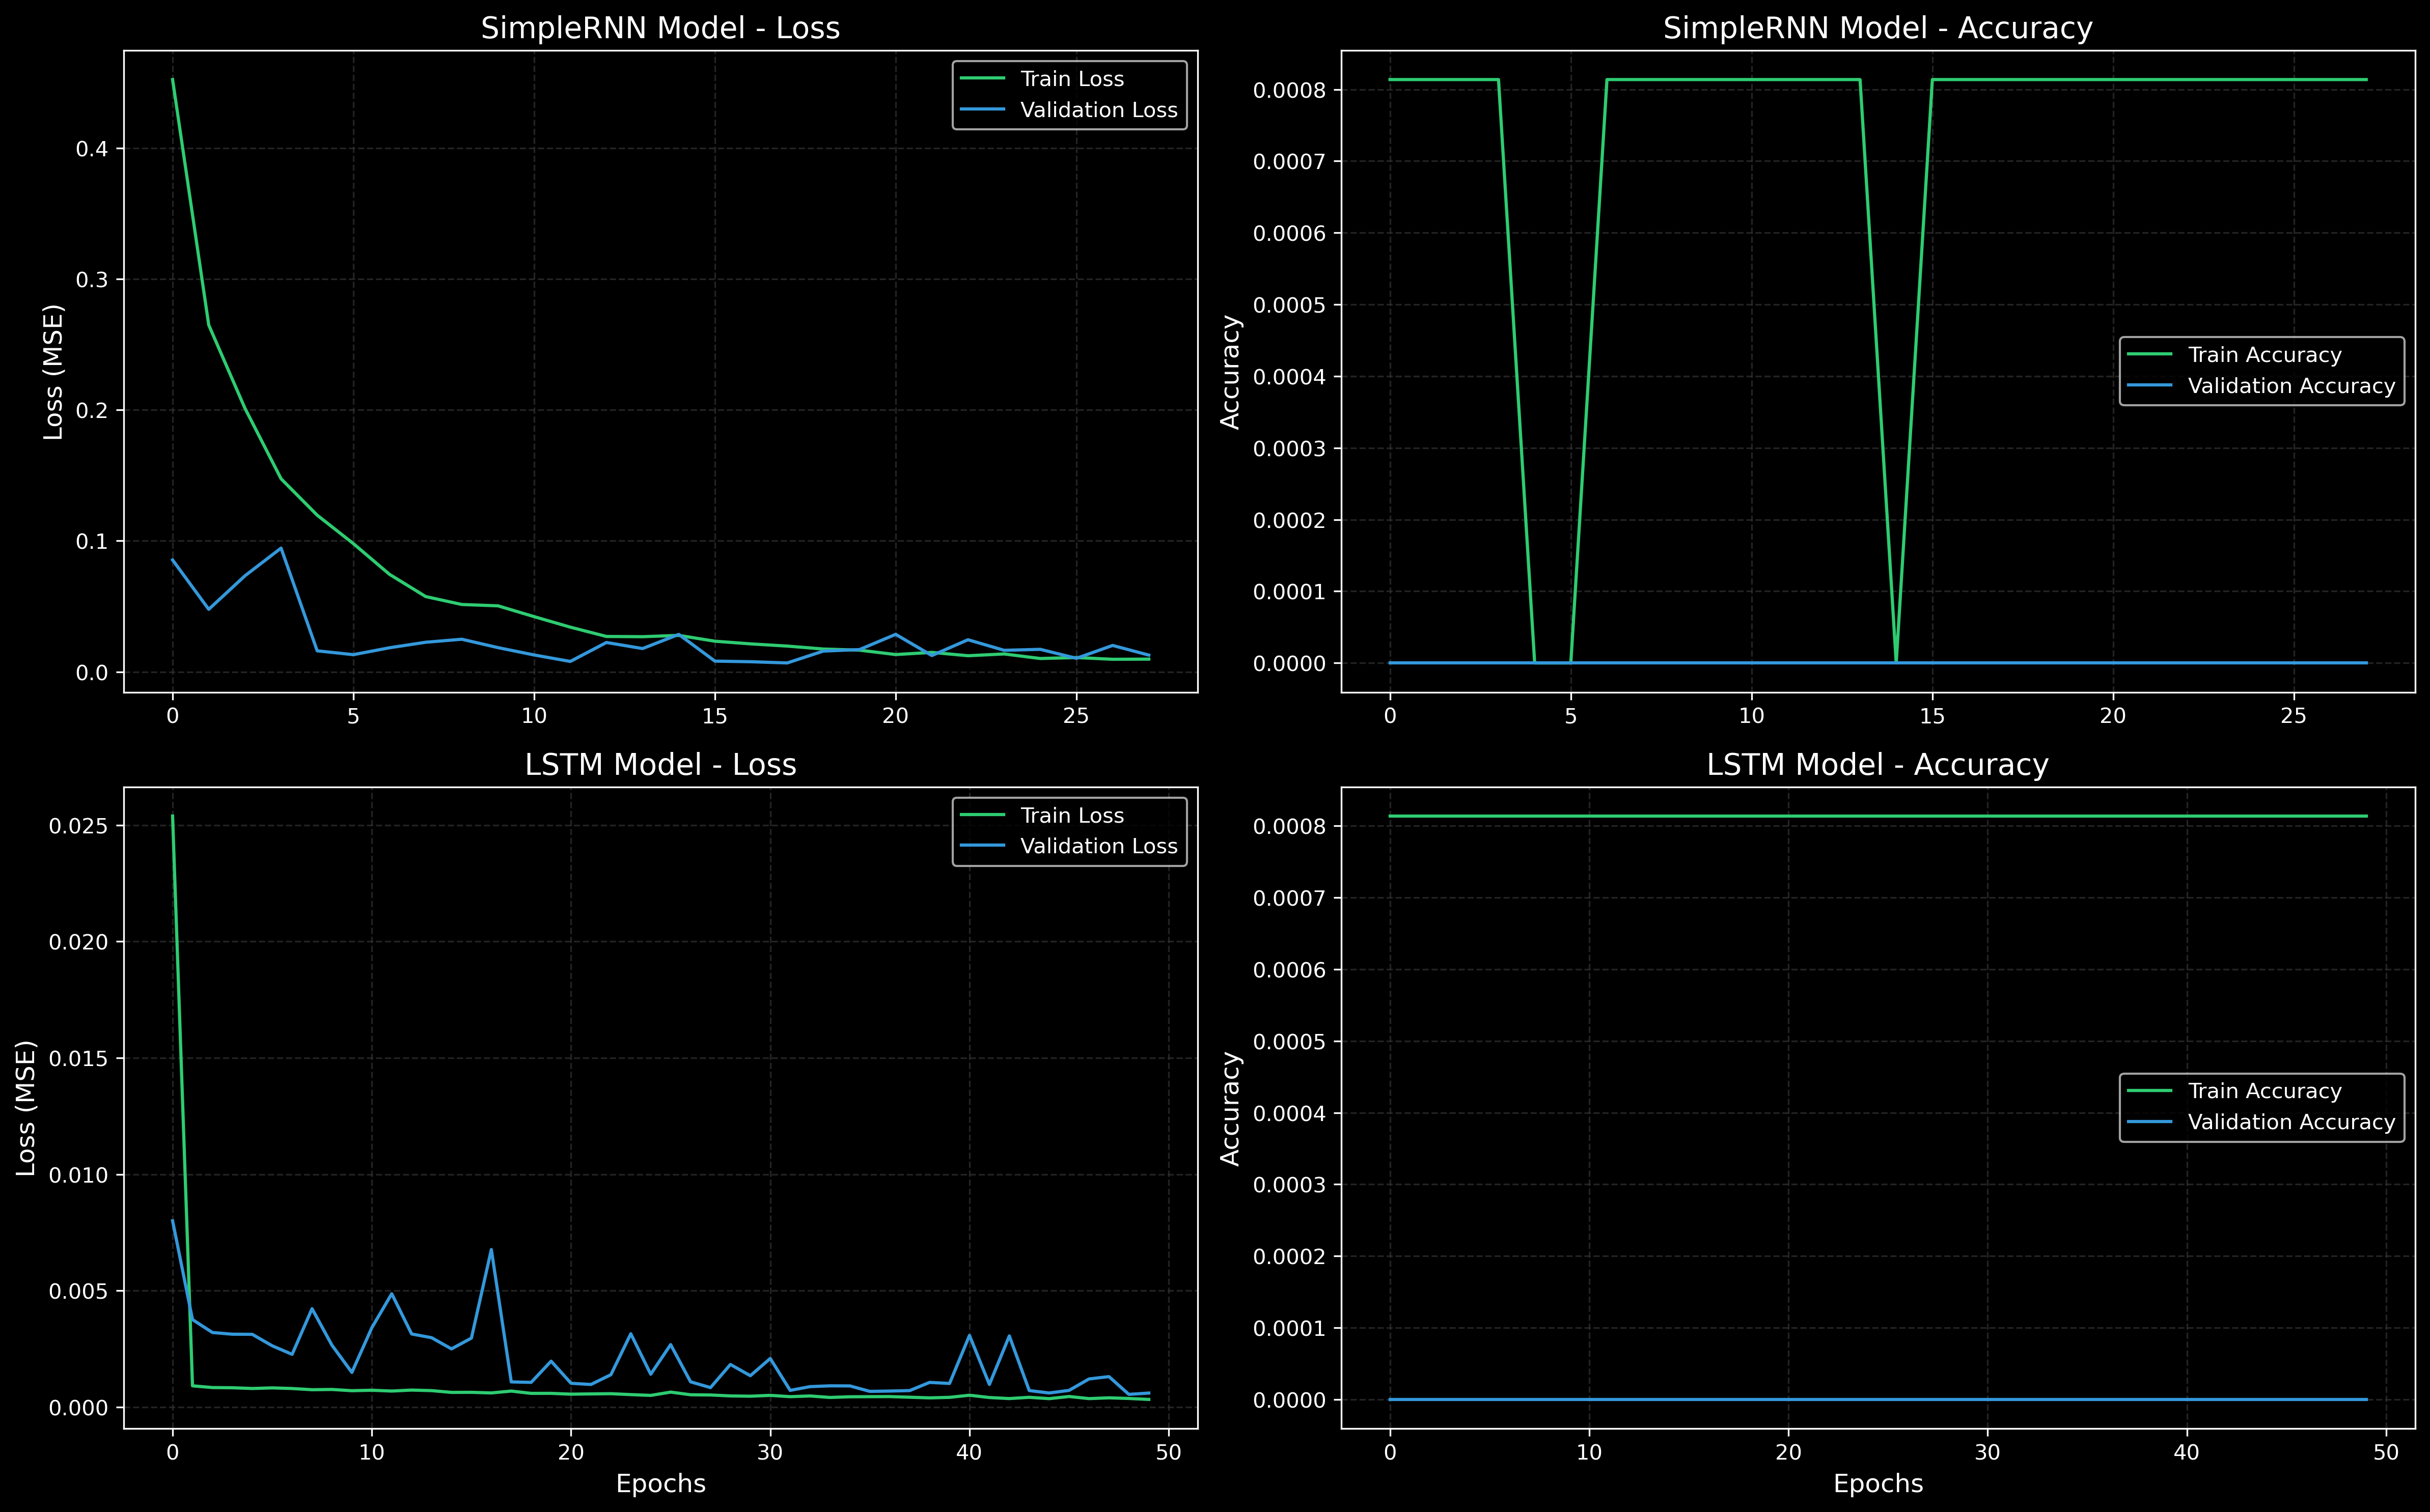 SimpleRNN Model - Loss
Loss (MSE)
0.4
0.3
0.2
0.1
0.0
Train Loss
Validation Loss
0 5 10 15 20 25
SimpleRNN Model - Accuracy
Accuracy
0.0008
0.0007
0.0006
0.0005
0.0004
0.0003
0.0002
0.0001
0.0000
Train Accuracy
Validation Accuracy
0 5 10 15 20 25
LSTM Model - Loss
Loss (MSE)
0.025
0.020
0.015
0.010
0.005
0.000
Train Loss
Validation Loss
0 10 20 30 40 50
Epochs
LSTM Model - Accuracy
Accuracy
0.0008
0.0007
0.0006
0.0005
0.0004
0.0003
0.0002
0.0001
0.0000
Train Accuracy
Validation Accuracy
0 10 20 30 40 50
Epochs